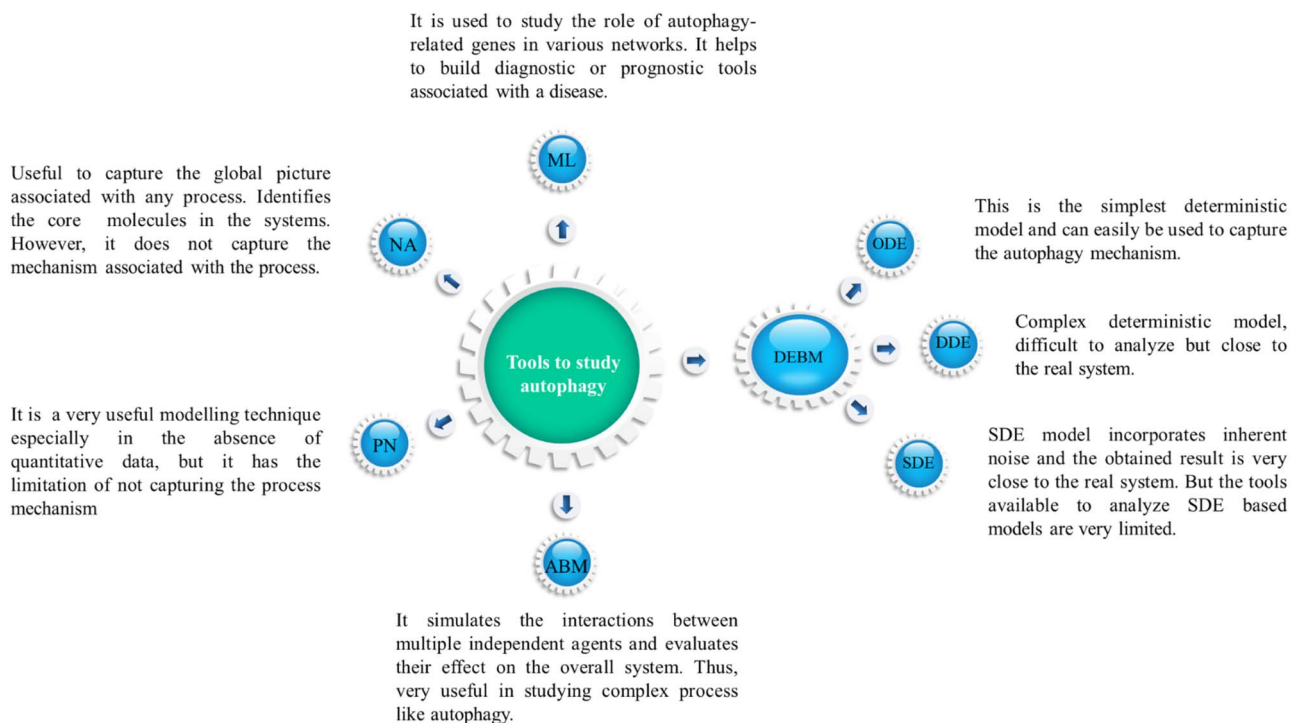 It is used to study the role of autophagy-
related genes in various networks. It helps
to build diagnostic or prognostic tools
associated with a disease.
ML
Useful to capture the global picture
associated with any process. Identifies
the core molecules in the systems.
However, it does not capture the
mechanism associated with the process.
NA
ODE
This is the simplest deterministic
model and can easily be used to capture
the autophagy mechanism.
Tools to study
autophagy
DEBM
DDE
Complex deterministic model,
difficult to analyze but close to
the real system.
It is a very useful modelling technique
especially in the absence of
quantitative data, but it has the
limitation of not capturing the process
mechanism
PN
SDE
SDE model incorporates inherent
noise and the obtained result is very
close to the real system. But the tools
available to analyze SDE based
models are very limited.
ABM
It simulates the interactions between
multiple independent agents and evaluates
their effect on the overall system. Thus,
very useful in studying complex process
like autophagy.